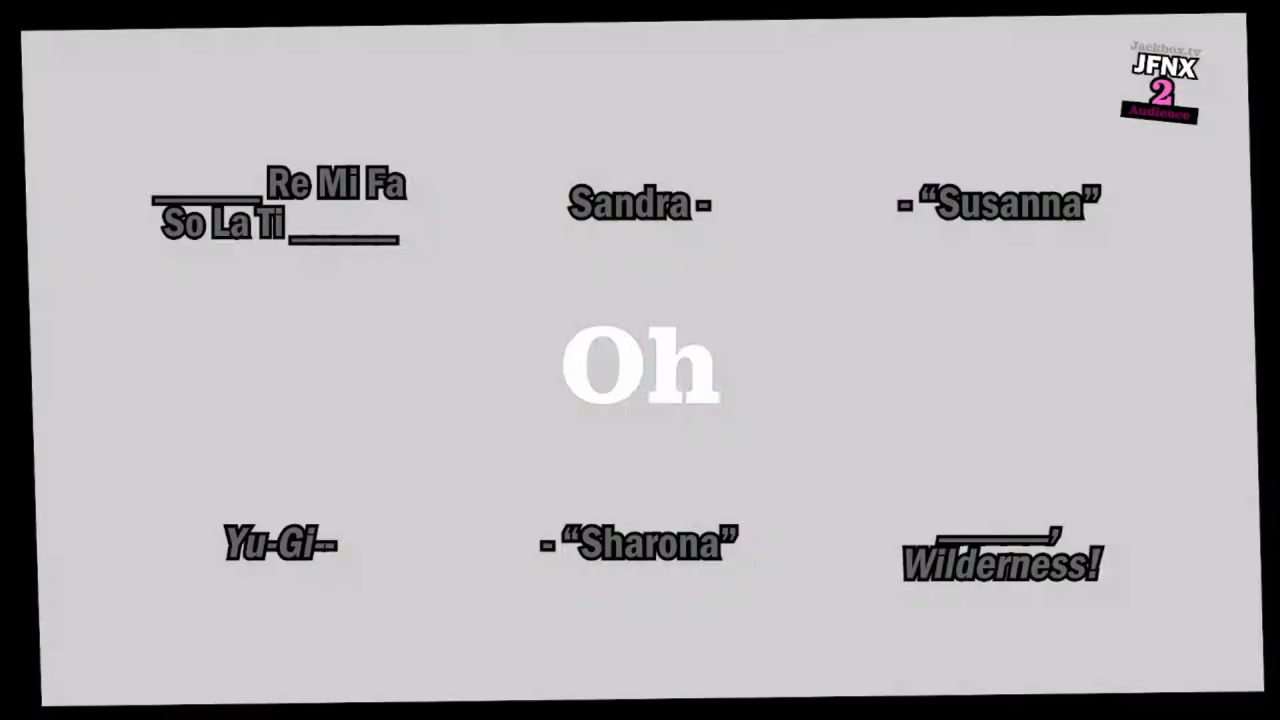 Jackbox.tv
JFNX
2
Audience
______ Re Mi Fa
So La Ti ______
Sandra -
- “Susanna”
Oh
Yu-Gi--
- “Sharona”
______,
Wilderness!